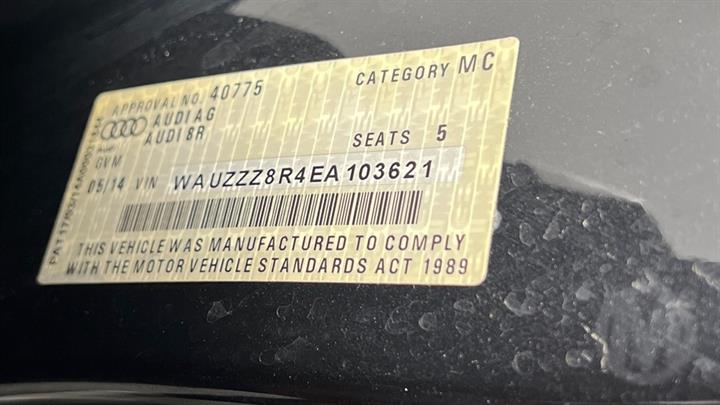 APPROVAL NO. 40775 CATEGORY MC
AUDI AG
AUDI 8R SEATS 5
GVM
05/14 VIN WAUZZZ8R4EA103621
THIS VEHICLE WAS MANUFACTURED TO COMPLY
WITH THE MOTOR VEHICLE STANDARDS ACT 1989